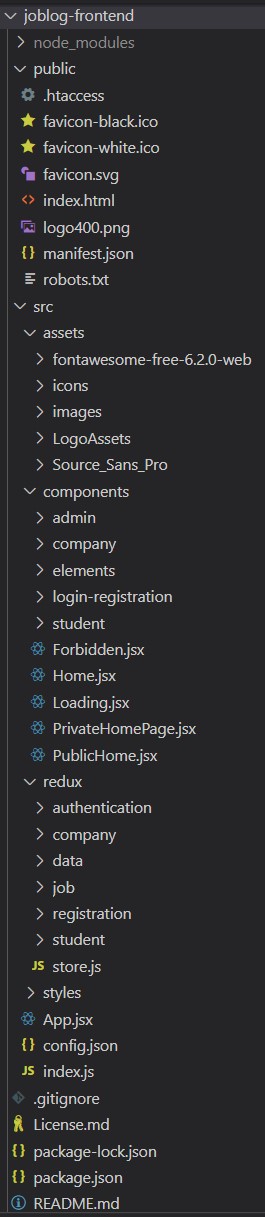 joblog-frontend
node_modules
public
.htaccess
favicon-black.ico
favicon-white.ico
favicon.svg
index.html
logo400.png
manifest.json
robots.txt
src
assets
fontawesome-free-6.2.0-web
icons
images
LogoAssets
Source_Sans_Pro
components
admin
company
elements
login-registration
student
Forbidden.jsx
Home.jsx
Loading.jsx
PrivateHomePage.jsx
PublicHome.jsx
redux
authentication
company
data
job
registration
student
JS store.js
styles
App.jsx
{} config.json
JS index.js
.gitignore
License.md
{} package-lock.json
{} package.json
README.md